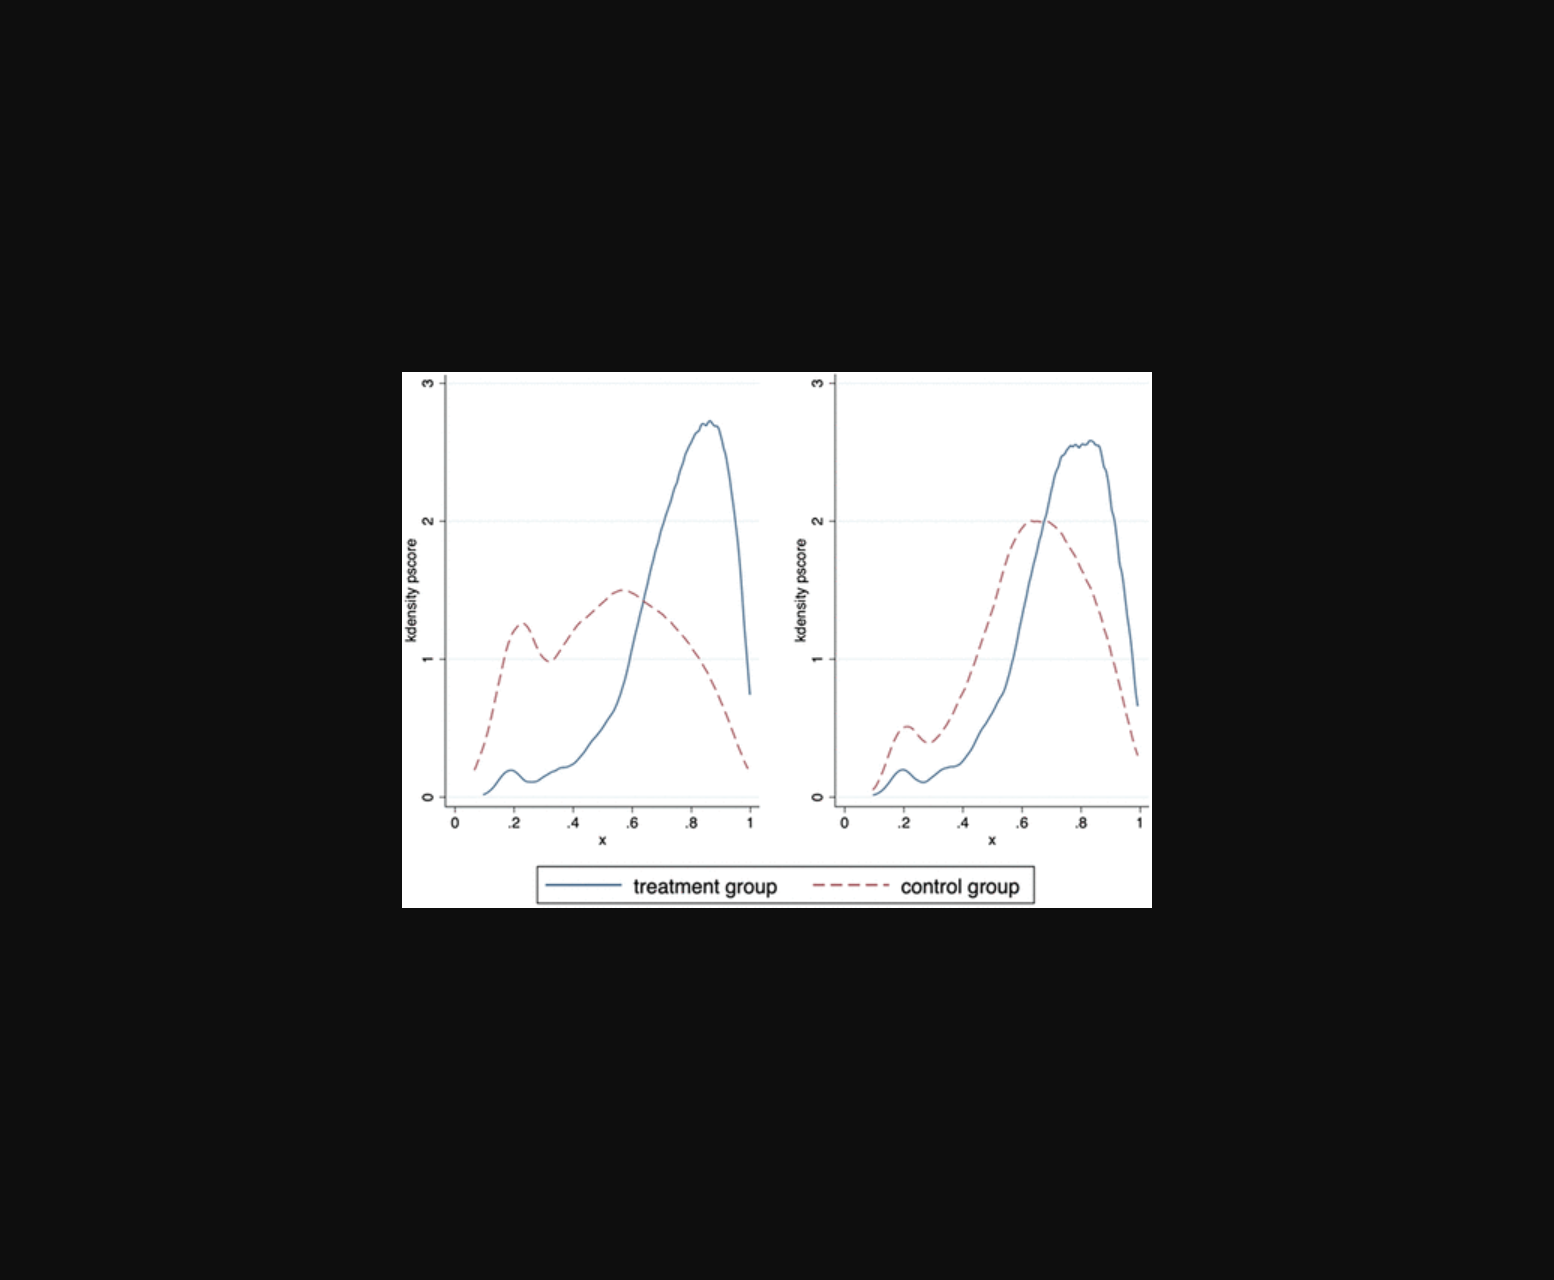 3
2
1
0
kdensity pscore
0 .2 .4 .6 .8 1
x
3
2
1
0
kdensity pscore
0 .2 .4 .6 .8 1
x
treatment group control group